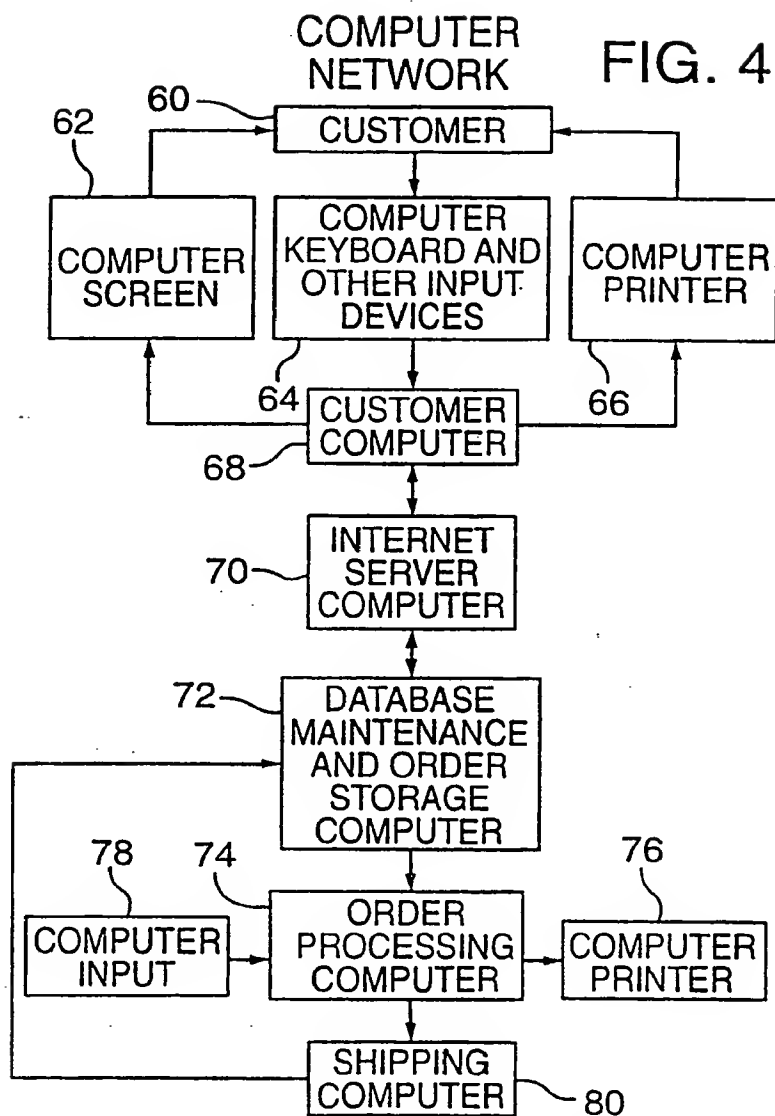 COMPUTER
NETWORK
FIG. 4
60
CUSTOMER
62
COMPUTER
SCREEN
COMPUTER
KEYBOARD AND
OTHER INPUT
DEVICES
COMPUTER
PRINTER
64
66
CUSTOMER
COMPUTER
68
INTERNET
SERVER
COMPUTER
70
72
DATABASE
MAINTENANCE
AND ORDER
STORAGE
COMPUTER
78
COMPUTER
INPUT
74
ORDER
PROCESSING
COMPUTER
76
COMPUTER
PRINTER
SHIPPING
COMPUTER
80